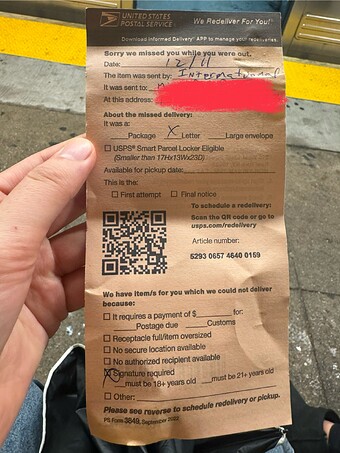 UNITED STATES
POSTAL SERVICE®
We Redeliver For You!™
Download Informed Delivery® APP to manage your redeliveries.
Sorry we missed you while you were out.
Date: 12/11
The item was sent by: International
It was sent to: M
At this address:
About the missed delivery:
It was a:
Package X Letter Large envelope
☐ USPS® Smart Parcel Locker Eligible
(Smaller than 17Hx13Wx23D)
Available for pickup date:
This is the:
☐ First attempt ☐ Final notice
To schedule a redelivery:
Scan the QR code or go to
usps.com/redelivery
Article number:
5293 0657 4640 0159
We have item/s for you which we could not deliver
because:
☐ It requires a payment of $ for:
Postage due Customs
☐ Receptacle full/item oversized
☐ No secure location available
☐ No authorized recipient available
☒ Signature required
must be 18+ years old must be 21+ years old
☐ Other:
Please see reverse to schedule redelivery or pickup.
PS Form 3849, September 2022